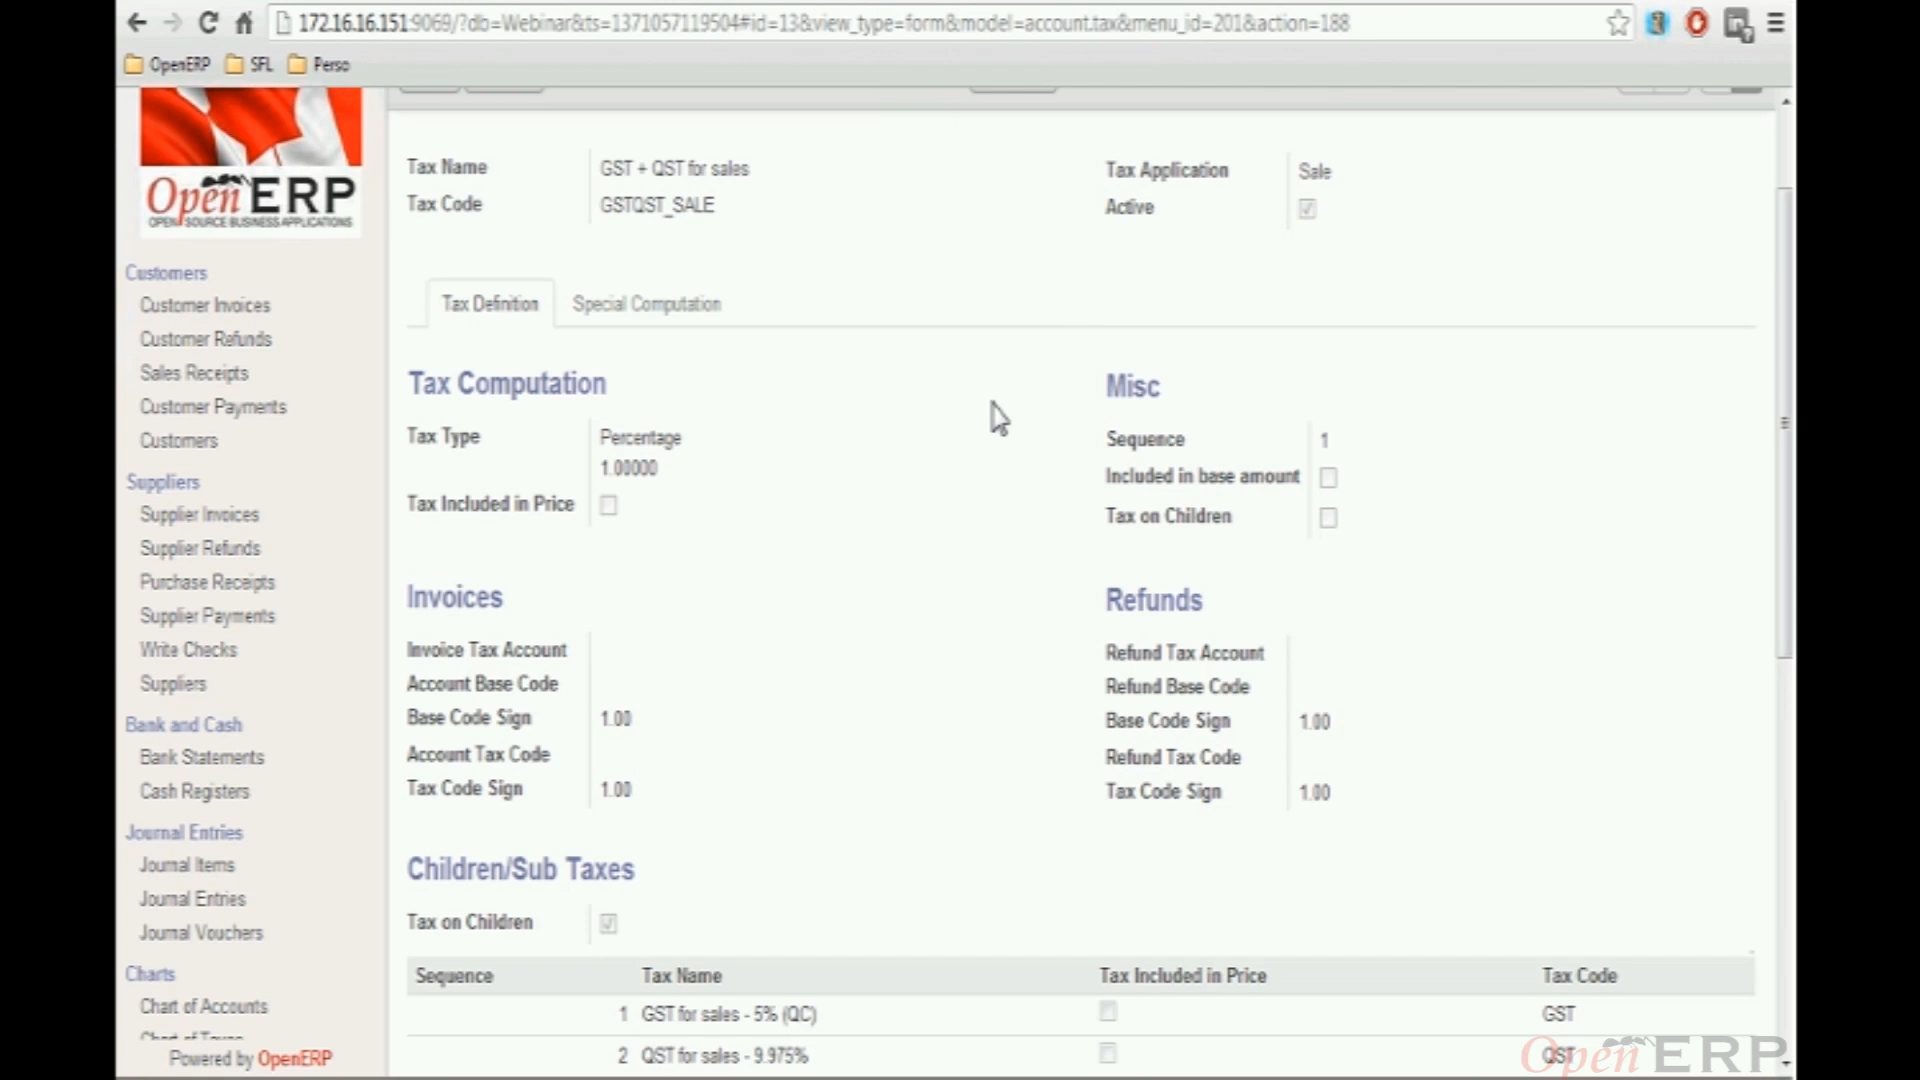 172.16.16.151:9069/?db=Webinar&ts=1371057119504#id=13&view_type=form&model=account.tax&menu_id=201&action=188
OpenERP SFL Perso
Open ERP
OPEN SOURCE BUSINESS APPLICATIONS
Customers
Customer Invoices
Customer Refunds
Sales Receipts
Customer Payments
Customers
Suppliers
Supplier Invoices
Supplier Refunds
Purchase Receipts
Supplier Payments
Write Checks
Suppliers
Bank and Cash
Bank Statements
Cash Registers
Journal Entries
Journal Items
Journal Entries
Journal Vouchers
Charts
Chart of Accounts
Chart of Taxes
Powered by OpenERP
Tax Name GST + QST for sales
Tax Code GSTQST_SALE
Tax Application Sale
Active
Tax Definition Special Computation
Tax Computation
Tax Type Percentage
1.00000
Tax Included in Price
Misc
Sequence 1
Included in base amount
Tax on Children
Invoices
Invoice Tax Account
Account Base Code
Base Code Sign 1.00
Account Tax Code
Tax Code Sign 1.00
Refunds
Refund Tax Account
Refund Base Code
Base Code Sign 1.00
Refund Tax Code
Tax Code Sign 1.00
Children/Sub Taxes
Tax on Children
Sequence Tax Name Tax Included in Price Tax Code
1 GST for sales - 5% (QC) GST
2 QST for sales - 9.975% QST
Open ERP